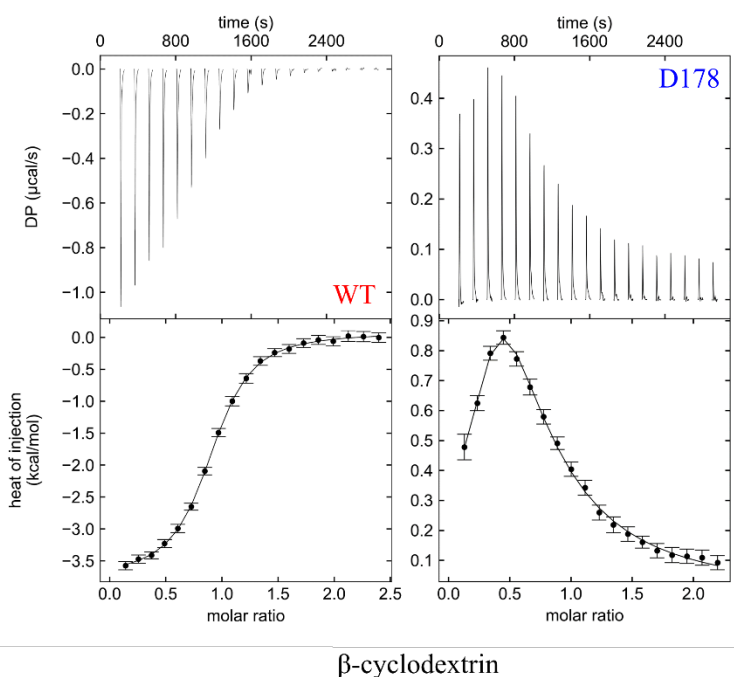 time (s)
0 800 1600 2400
0.0
−0.2
−0.4
−0.6
−0.8
−1.0
DP (μcal/s)
WT
0.0
−0.5
−1.0
−1.5
−2.0
−2.5
−3.0
−3.5
heat of injection
(kcal/mol)
0.0 0.5 1.0 1.5 2.0 2.5
molar ratio
time (s)
0 800 1600 2400
D178
0.4
0.3
0.2
0.1
0.0
0.9
0.8
0.7
0.6
0.5
0.4
0.3
0.2
0.1
0.0 0.5 1.0 1.5 2.0
molar ratio
β-cyclodextrin